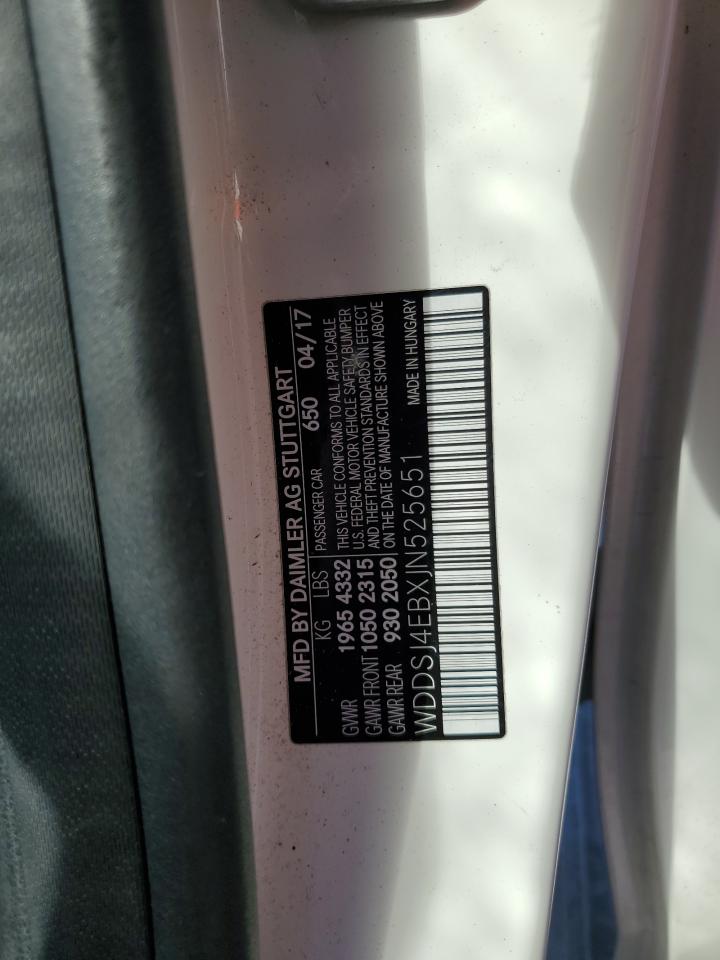 MFD BY DAIMLER AG STUTTGART
KG LBS PASSENGER CAR 650 04/17
GVWR 1965 4332 THIS VEHICLE CONFORMS TO ALL APPLICABLE
U.S. FEDERAL MOTOR VEHICLE SAFETY, BUMPER
GAWR FRONT 1050 2315 AND THEFT PREVENTION STANDARDS IN EFFECT
GAWR REAR 930 2050 ON THE DATE OF MANUFACTURE SHOWN ABOVE
WDDSJ4EBXJN525651 MADE IN HUNGARY